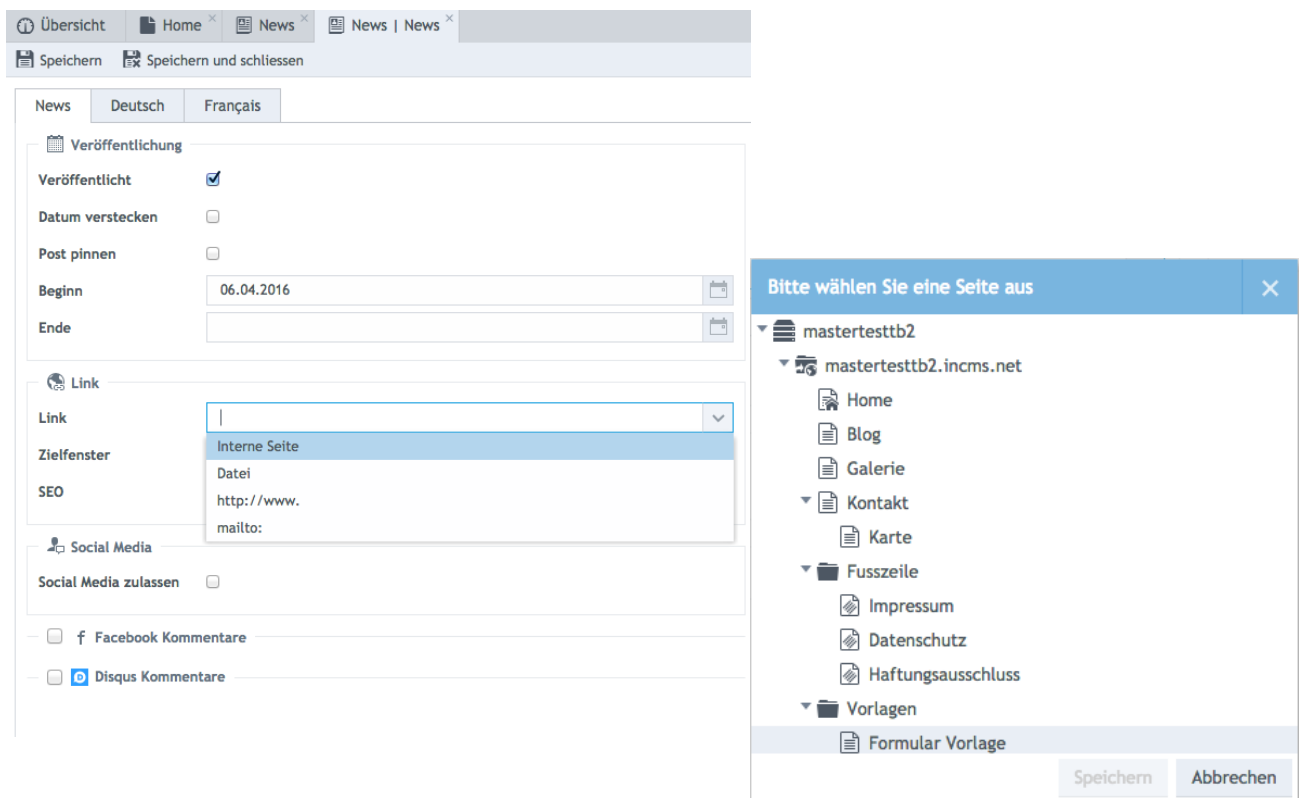 Übersicht Home News News | News
Speichern Speichern und schliessen
News Deutsch Français
Veröffentlichung
Veröffentlicht
Datum verstecken
Post pinnen
Beginn 06.04.2016
Ende
Link
Link
Interne Seite
Zielfenster
Datei
SEO
http://www.
mailto:
Social Media
Social Media zulassen
f Facebook Kommentare
D Disqus Kommentare
Bitte wählen Sie eine Seite aus
mastertesttb2
mastertesttb2.incms.net
Home
Blog
Galerie
Kontakt
Karte
Fusszeile
Impressum
Datenschutz
Haftungsausschluss
Vorlagen
Formular Vorlage
Speichern Abbrechen